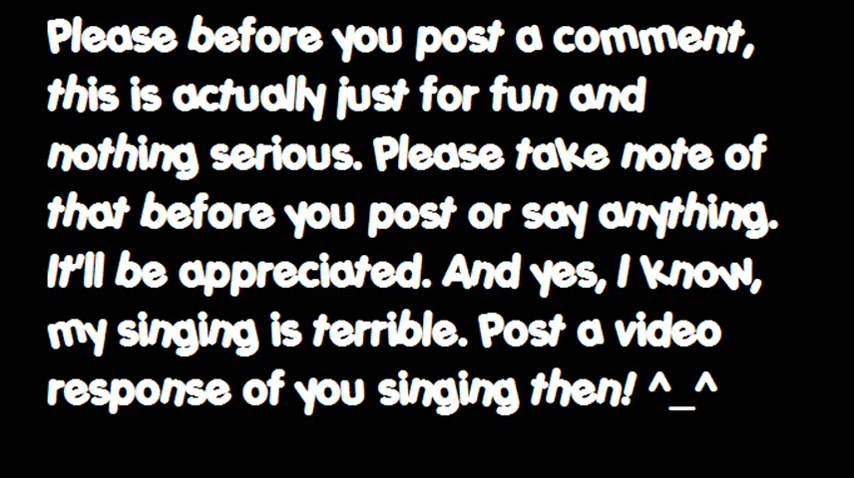 Please before you post a comment,
this is actually just for fun and
nothing serious. Please take note of
that before you post or say anything.
It'll be appreciated. And yes, I know,
my singing is terrible. Post a video
response of you singing then! ^_^